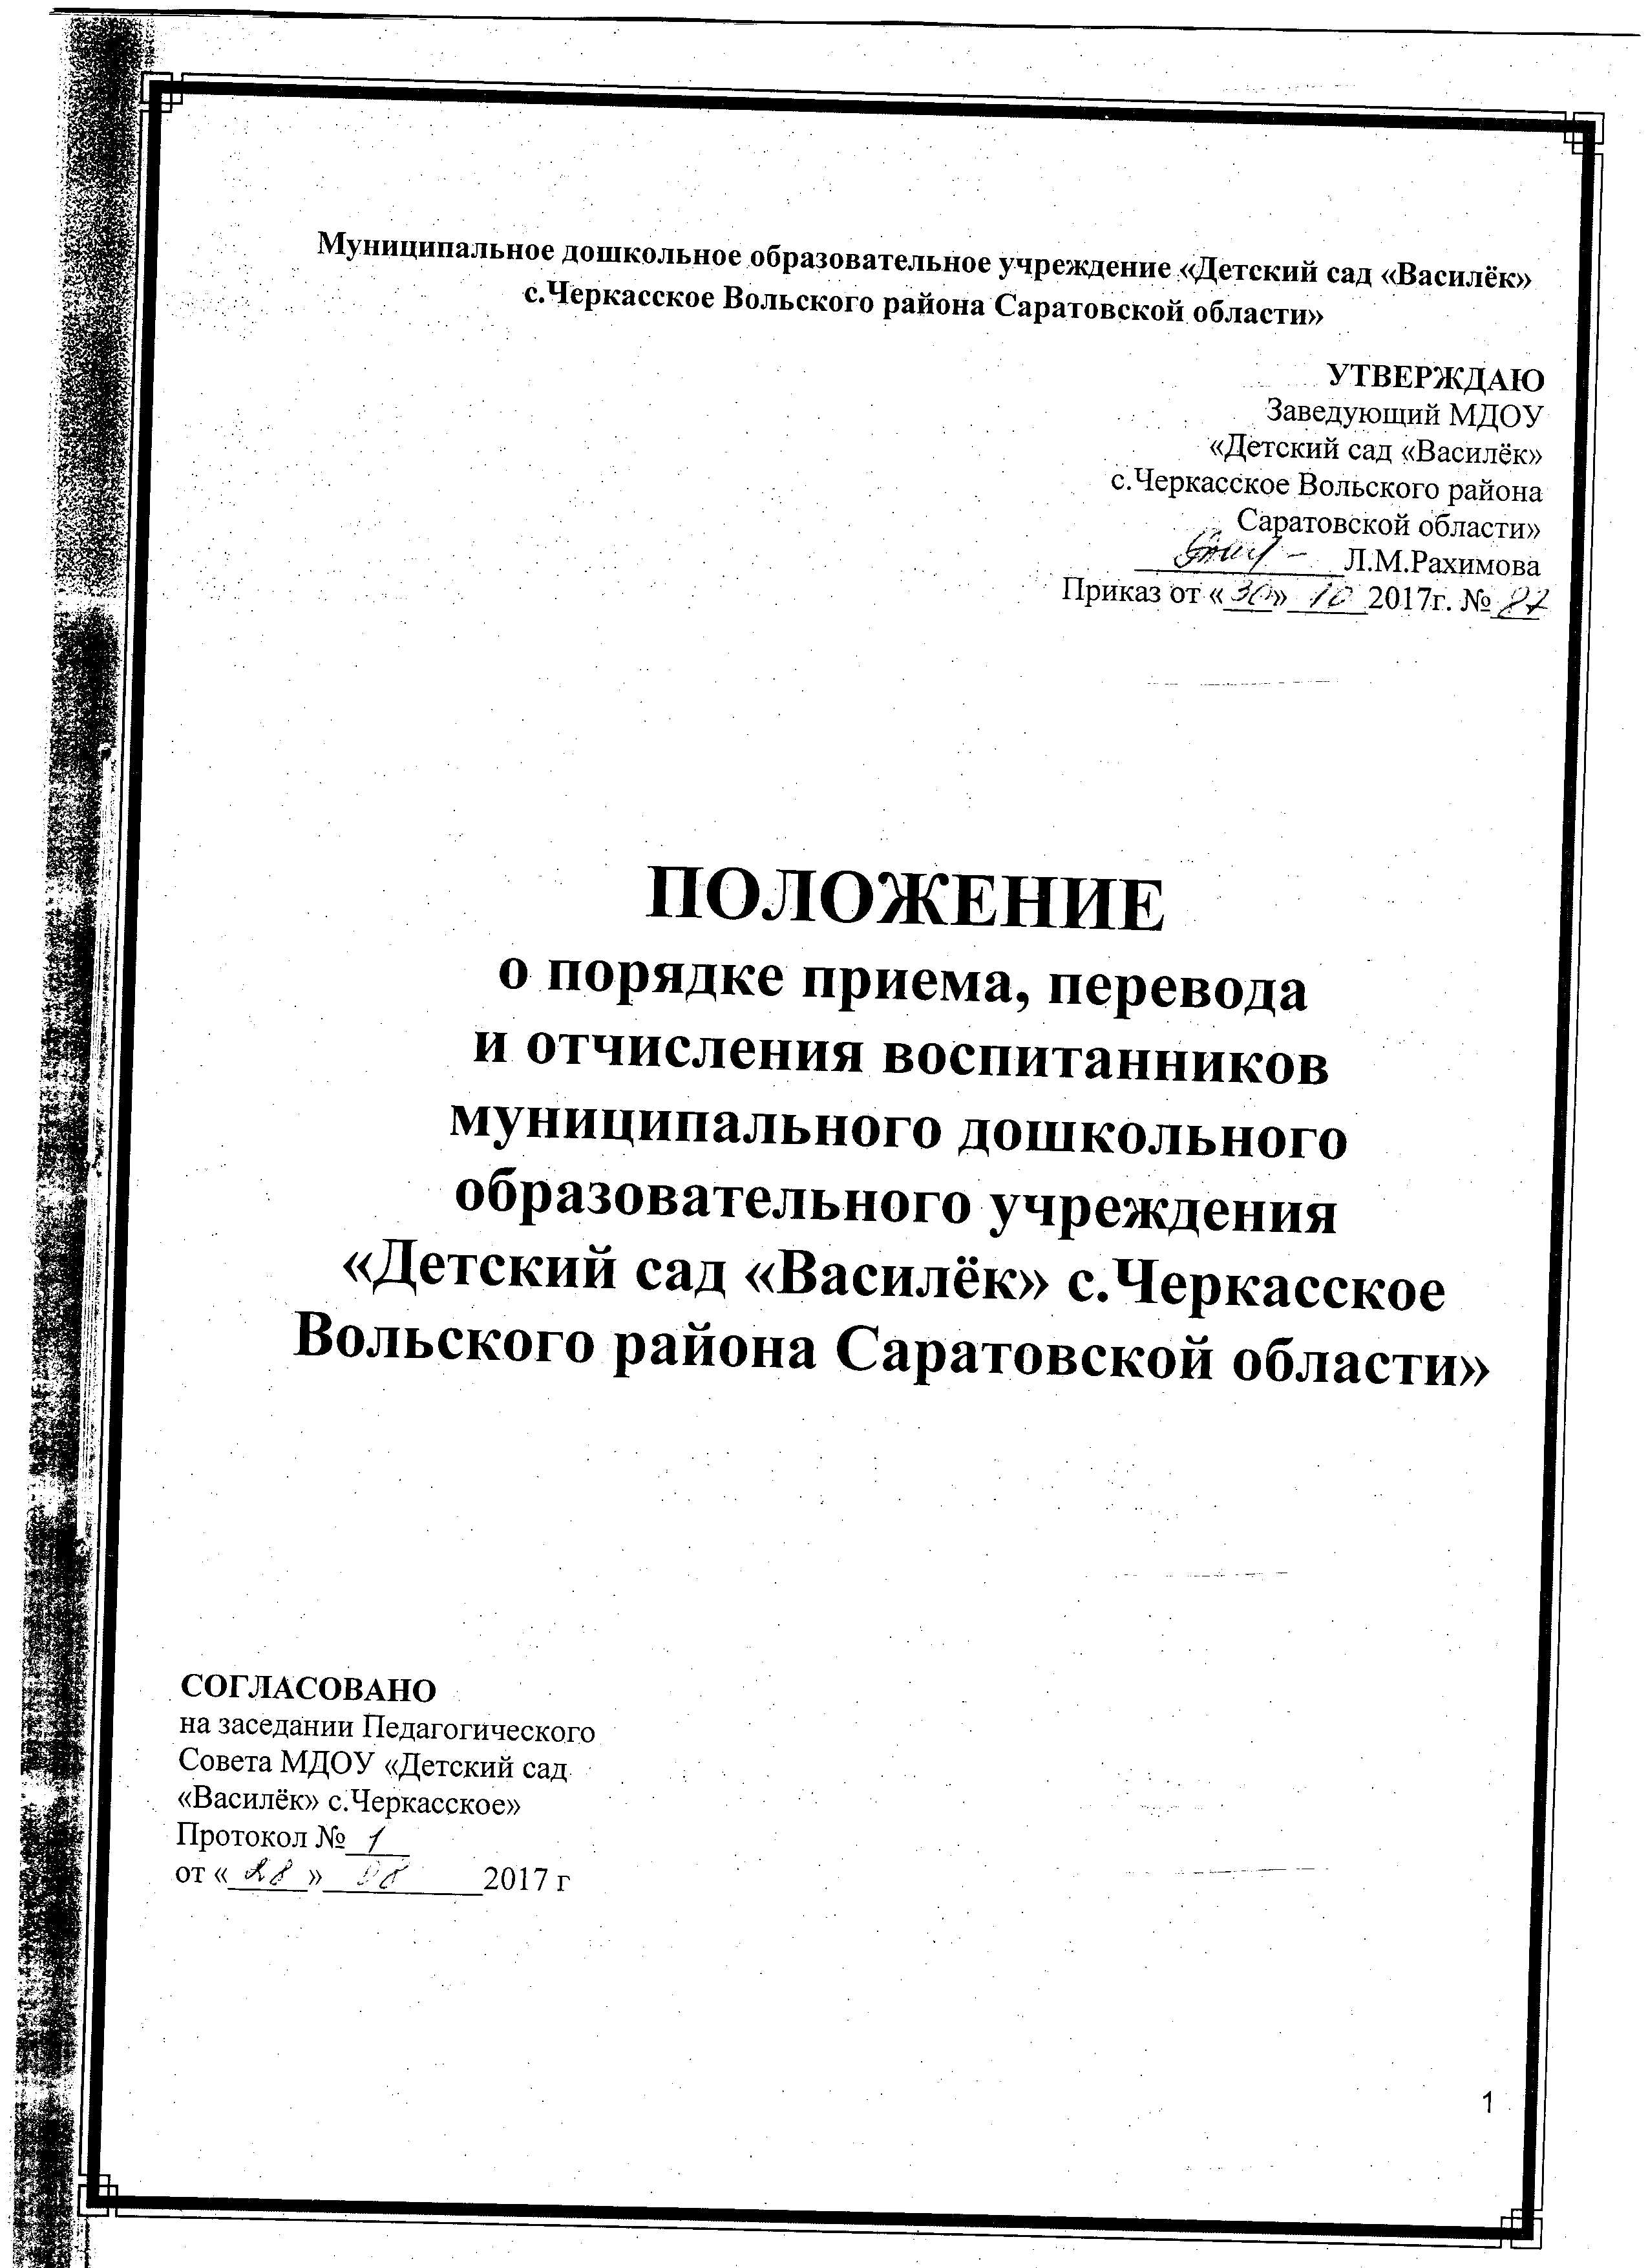 Муниципальное дошкольное образовательное учреждение «Детский сад «Василёк»
с.Черкасское Вольского района Саратовской области»
УТВЕРЖДАЮ
Заведующий МДОУ
«Детский сад «Василёк»
с.Черкасское Вольского района
Саратовской области»
Л.М.Рахимова
Приказ от «30» 10 2017г. № 87
ПОЛОЖЕНИЕ
о порядке приема, перевода
и отчисления воспитанников
муниципального дошкольного
образовательного учреждения
«Детский сад «Василёк» с.Черкасское
Вольского района Саратовской области»
СОГЛАСОВАНО
на заседании Педагогического
Совета МДОУ «Детский сад
«Василёк» с.Черкасское»
Протокол № 1
от «28» 08 2017 г
1